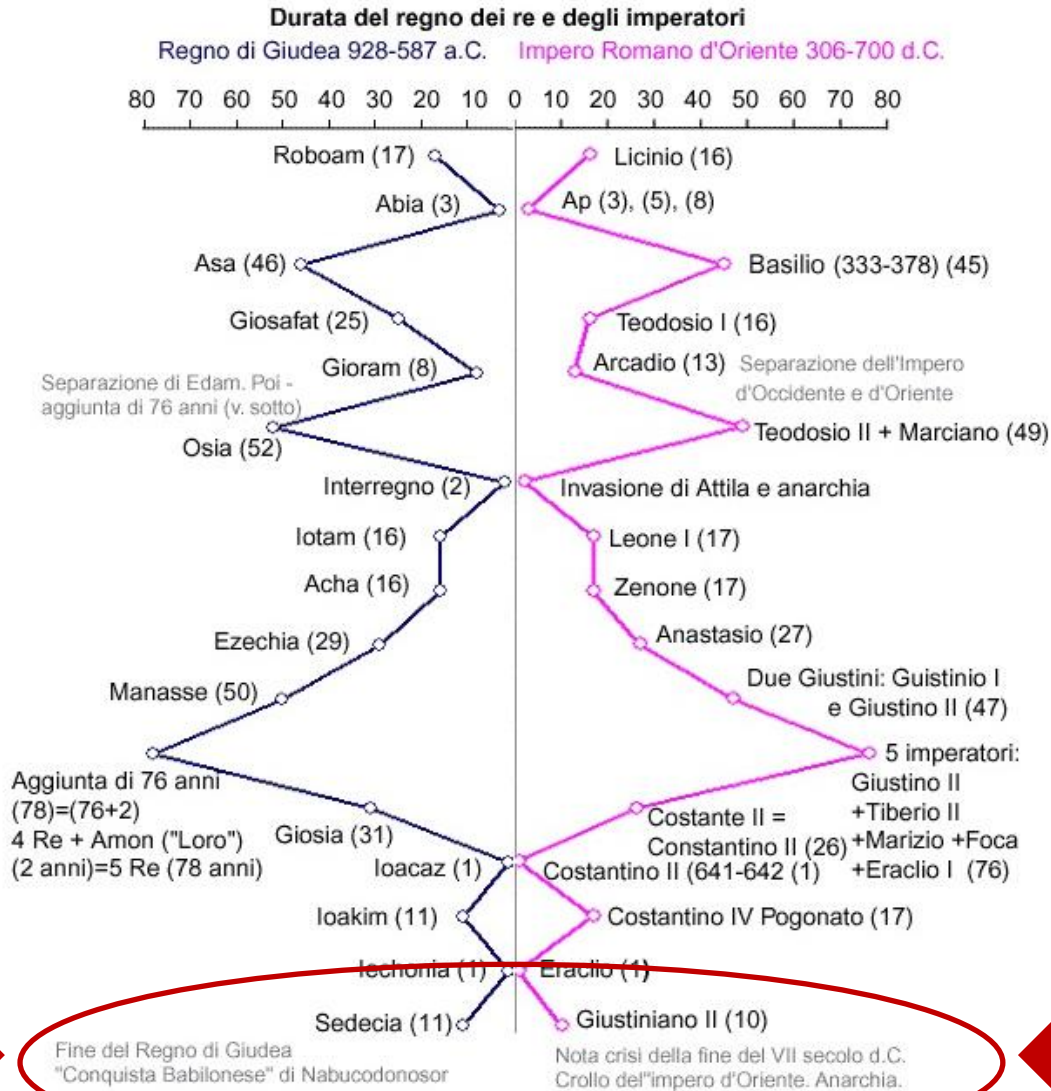 Durata del regno dei re e degli imperatori
Regno di Giudea 928-587 a.C. Impero Romano d'Oriente 306-700 d.C.
80 70 60 50 40 30 20 10 0 10 20 30 40 50 60 70 80
Roboam (17) Licinio (16)
Abia (3) Ap (3), (5), (8)
Asa (46) Basilio (333-378) (45)
Giosafat (25) Teodosio I (16)
Gioram (8) Arcadio (13) Separazione dell'Impero
d'Occidente e d'Oriente
Separazione di Edam. Poi -
aggiunta di 76 anni (v. sotto)
Osia (52) Teodosio II + Marciano (49)
Interregno (2) Invasione di Attila e anarchia
Iotam (16) Leone I (17)
Acha (16) Zenone (17)
Ezechia (29) Anastasio (27)
Manasse (50) Due Giustini: Guistinio I
e Giustino II (47)
Aggiunta di 76 anni
(78)=(76+2)
4 Re + Amon ("Loro")
(2 anni)=5 Re (78 anni)
5 imperatori:
Giustino II
+Tiberio II
+Marizio +Foca
+Eraclio I (76)
Giosia (31) Costante II =
Constantino II (26)
Ioacaz (1) Costantino II (641-642 (1)
Ioakim (11) Costantino IV Pogonato (17)
Iechonia (1) Eraclio (1)
Sedecia (11) Giustiniano II (10)
Fine del Regno di Giudea
"Conquista Babilonese" di Nabucodonosor
Nota crisi della fine del VII secolo d.C.
Crollo del"impero d'Oriente. Anarchia.